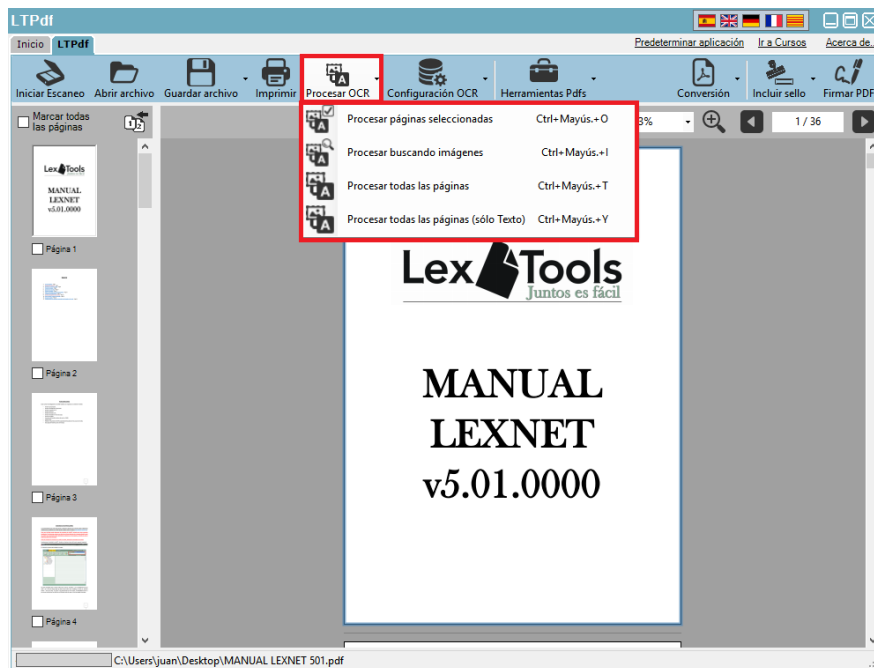 LTPdf
Inicio LTPdf
Predeterminar aplicación Ir a Cursos Acerca de..
Iniciar Escaneo Abrir archivo Guardar archivo Imprimir Procesar OCR Configuración OCR Herramientas Pdfs Conversión Incluir sello Firmar PDF
Marcar todas
las páginas
3% 1 / 36
Procesar páginas seleccionadas Ctrl+Mayús.+O
Procesar buscando imágenes Ctrl+Mayús.+I
Procesar todas las páginas Ctrl+Mayús.+T
Procesar todas las páginas (sólo Texto) Ctrl+Mayús.+Y
Lex Tools
MANUAL
LEXNET
v5.01.0000
Página 1
Página 2
Página 3
Página 4
Lex Tools
Juntos es fácil
MANUAL
LEXNET
v5.01.0000
C:\Users\juan\Desktop\MANUAL LEXNET 501.pdf